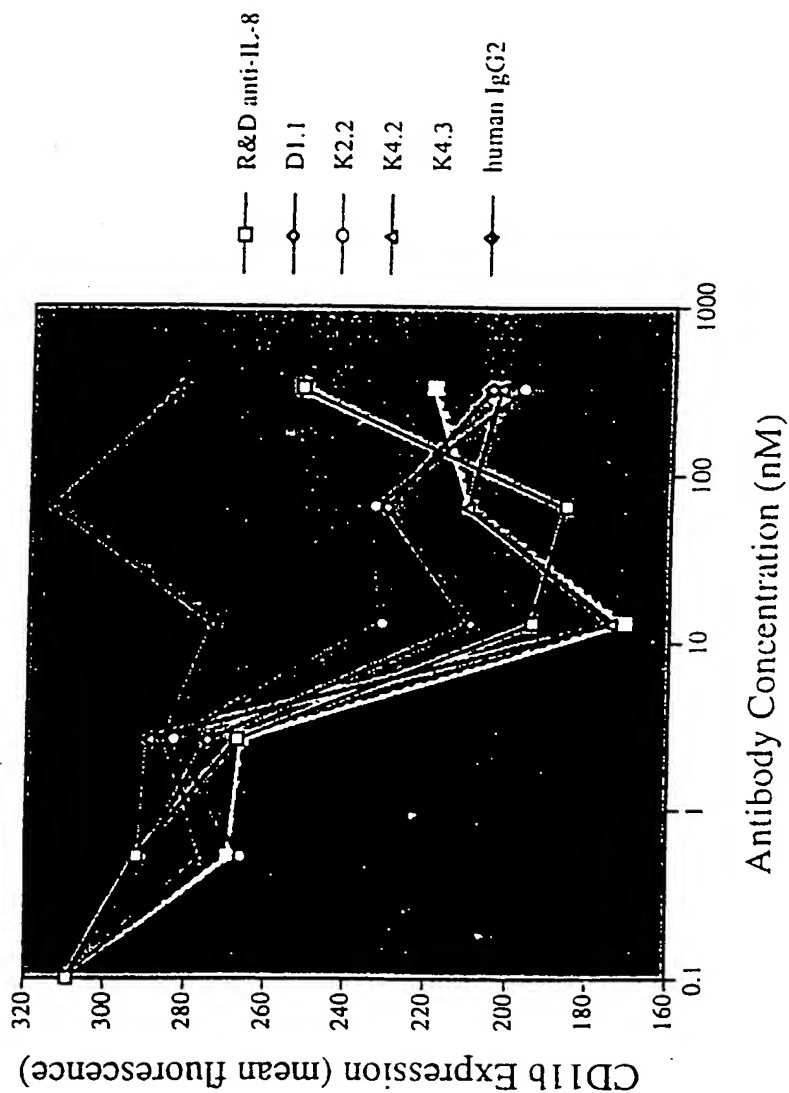 R&D anti-IL-8
D1.1
K2.2
K4.2
K4.3
human IgG2
CD11b Expression (mean fluorescence)
320
300
280
260
240
220
200
180
160
0.1
1
10
100
1000
Antibody Concentration (nM)